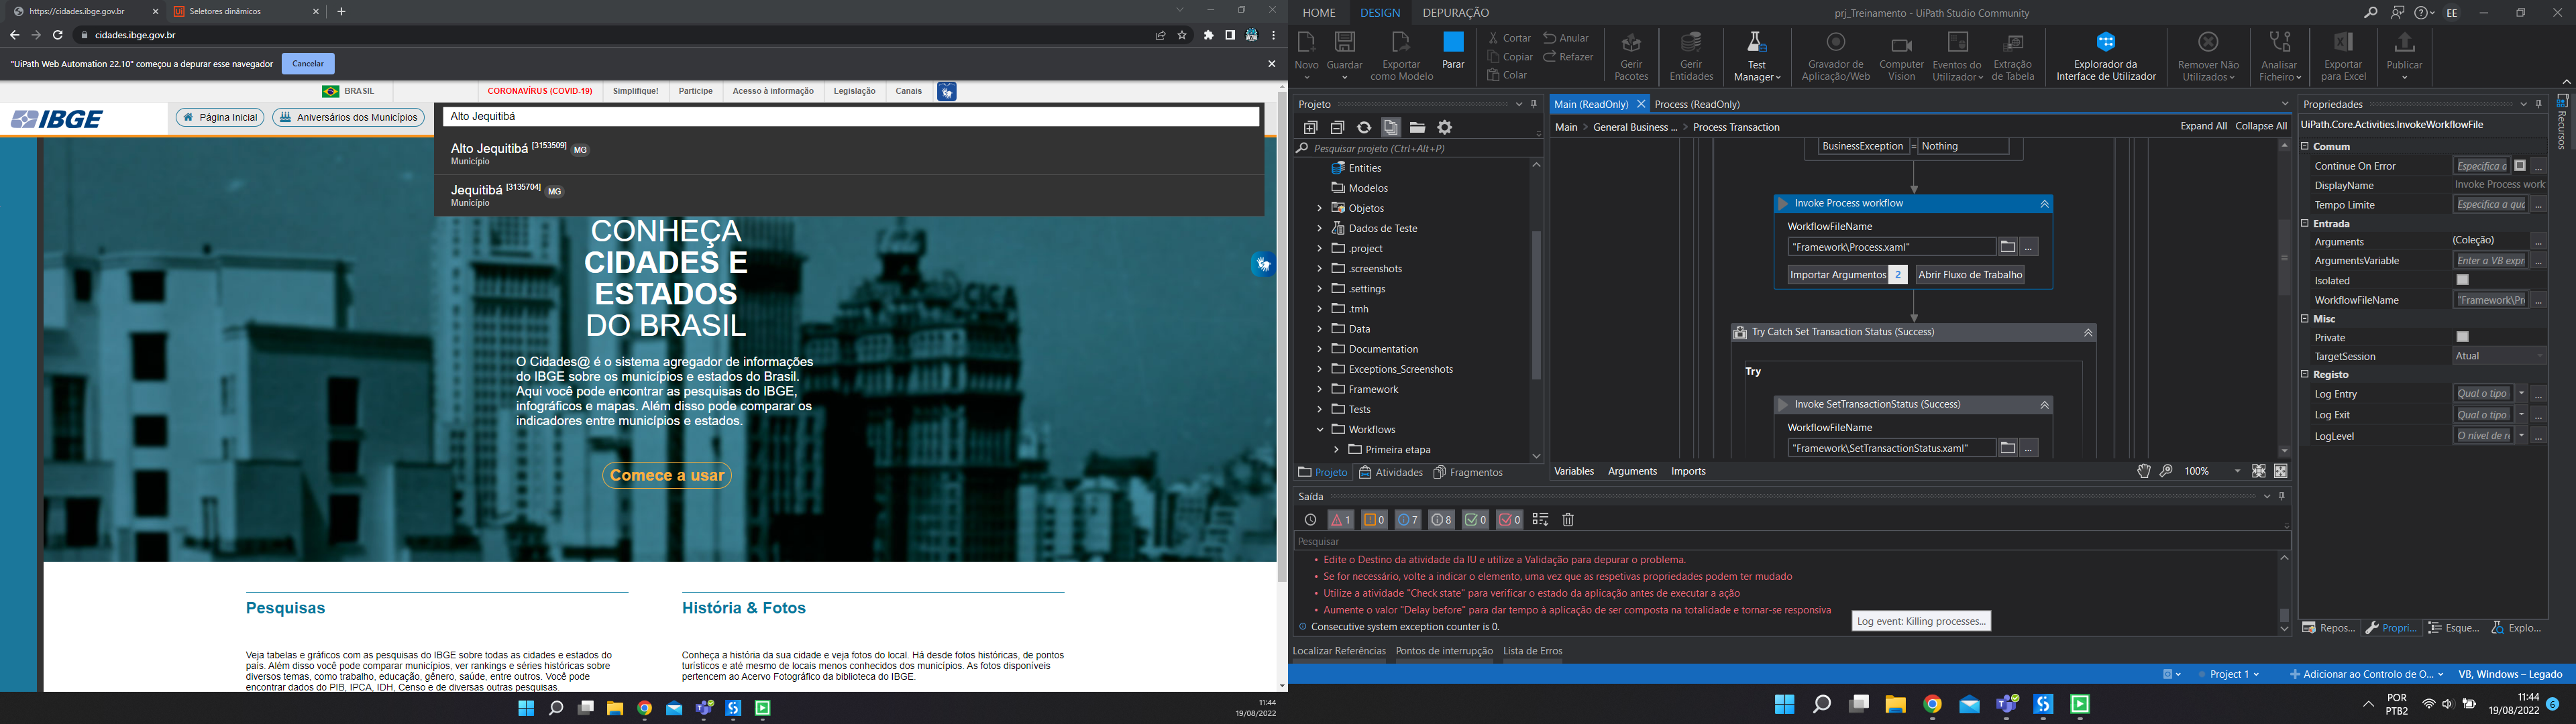 https://cidades.ibge.gov.br
Seletores dinâmicos
cidades.ibge.gov.br
"UiPath Web Automation 22.10" começou a depurar esse navegador
Cancelar
BRASIL
CORONAVÍRUS (COVID-19)
Simplifique!
Participe
Acesso à informação
Legislação
Canais
IBGE
Página Inicial
Aniversários dos Municípios
Alto Jequitibá
Alto Jequitibá [3153509] MG
Município
Jequitibá [3135704] MG
Município
CONHEÇA
CIDADES E
ESTADOS
DO BRASIL
O Cidades@ é o sistema agregador de informações
do IBGE sobre os municípios e estados do Brasil.
Aqui você pode encontrar as pesquisas do IBGE,
infográficos e mapas. Além disso pode comparar os
indicadores entre municípios e estados.
Comece a usar
Pesquisas
Veja tabelas e gráficos com as pesquisas do IBGE sobre todas as cidades e estados do
país. Além disso você pode comparar municípios, ver rankings e séries históricas sobre
diversos temas, como trabalho, educação, gênero, saúde, entre outros. Você pode
encontrar dados do PIB, IPCA, IDH, Censo e de diversas outras pesquisas.
História & Fotos
Conheça a história da sua cidade e veja fotos do local. Há desde fotos históricas, de pontos
turísticos e até mesmo de locais menos conhecidos dos municípios. As fotos disponíveis
pertencem ao Acervo Fotográfico da biblioteca do IBGE.
11:44
19/08/2022
HOME
DESIGN
DEPURAÇÃO
prj_Treinamento - UiPath Studio Community
EE
Novo
Guardar
Exportar
como Modelo
Parar
Cortar
Copiar
Colar
Anular
Refazer
Gerir
Pacotes
Gerir
Entidades
Test
Manager
Gravador de
Aplicação/Web
Computer
Vision
Eventos do
Utilizador
Extração
de Tabela
Explorador da
Interface de Utilizador
Remover Não
Utilizados
Analisar
Ficheiro
Exportar
para Excel
Publicar
Projeto
Pesquisar projeto (Ctrl+Alt+P)
Entities
Modelos
Objetos
Dados de Teste
.project
.screenshots
.settings
.tmh
Data
Documentation
Exceptions_Screenshots
Framework
Tests
Workflows
Primeira etapa
Projeto
Atividades
Fragmentos
Main (ReadOnly)
Process (ReadOnly)
Main > General Business ... > Process Transaction
Expand All
Collapse All
BusinessException = Nothing
Invoke Process workflow
WorkflowFileName
"Framework\Process.xaml"
...
Importar Argumentos 2
Abrir Fluxo de Trabalho
Try Catch Set Transaction Status (Success)
Try
Invoke SetTransactionStatus (Success)
WorkflowFileName
"Framework\SetTransactionStatus.xaml"
...
Variables
Arguments
Imports
100%
Propriedades
UiPath.Core.Activities.InvokeWorkflowFile
Comum
Continue On Error
Especifica o
DisplayName
Invoke Process work
Tempo Limite
Especifica a qua
Entrada
Arguments
(Coleção)
ArgumentsVariable
Enter a VB expr
Isolated
WorkflowFileName
"Framework\Pr
Misc
Private
TargetSession
Atual
Registo
Log Entry
Qual o tipo
Log Exit
Qual o tipo
LogLevel
O nível de r
Recursos
Repos...
Propri...
Esque...
Explo...
Saída
1
0
7
8
0
0
Pesquisar
• Edite o Destino da atividade da IU e utilize a Validação para depurar o problema.
• Se for necessário, volte a indicar o elemento, uma vez que as respetivas propriedades podem ter mudado
• Utilize a atividade "Check state" para verificar o estado da aplicação antes de executar a ação
• Aumente o valor "Delay before" para dar tempo à aplicação de ser composta na totalidade e tornar-se responsiva
Consecutive system exception counter is 0.
Log event: Killing processes...
Localizar Referências
Pontos de interrupção
Lista de Erros
Project 1
Adicionar ao Controlo de O...
VB, Windows – Legado
POR
PTB2
11:44
19/08/2022
6